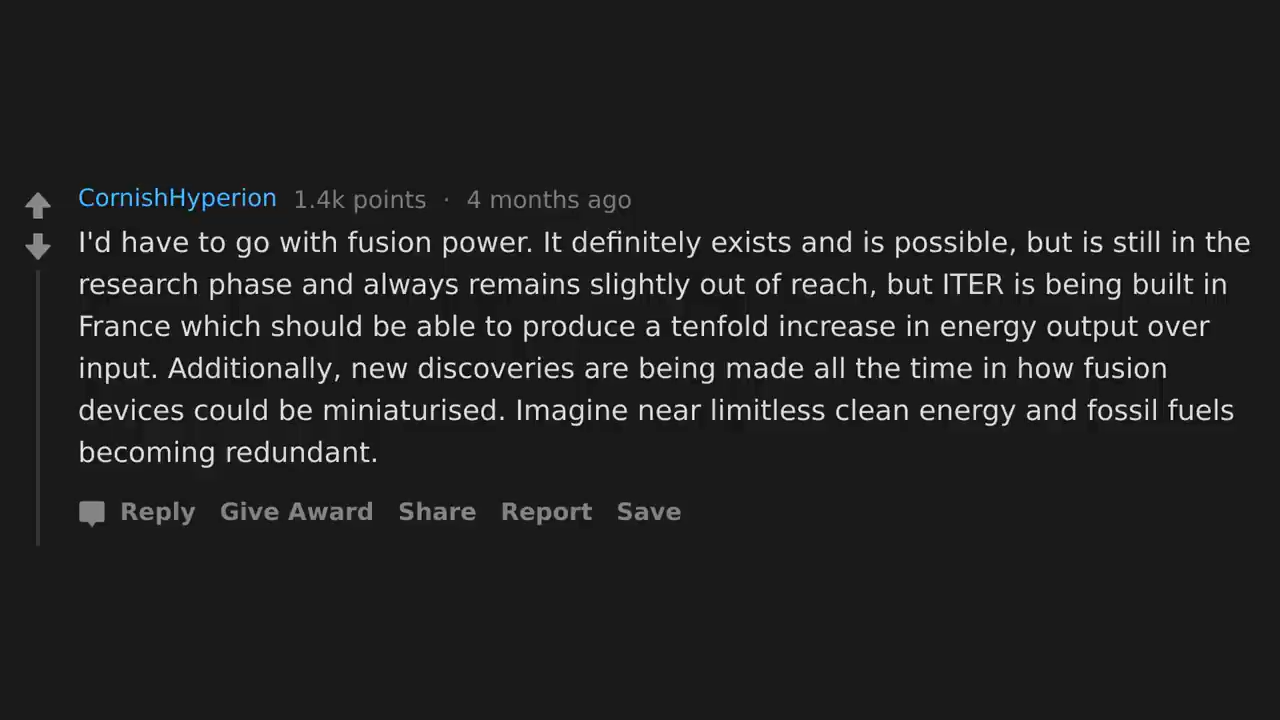 CornishHyperion 1.4k points · 4 months ago
I'd have to go with fusion power. It definitely exists and is possible, but is still in the
research phase and always remains slightly out of reach, but ITER is being built in
France which should be able to produce a tenfold increase in energy output over
input. Additionally, new discoveries are being made all the time in how fusion
devices could be miniaturised. Imagine near limitless clean energy and fossil fuels
becoming redundant.
Reply Give Award Share Report Save